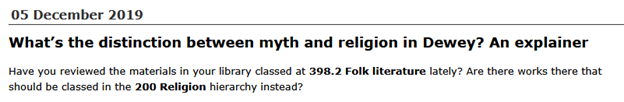 05 December 2019
What's the distinction between myth and religion in Dewey? An explainer
Have you reviewed the materials in your library classed at 398.2 Folk literature lately? Are there works there that
should be classed in the 200 Religion hierarchy instead?